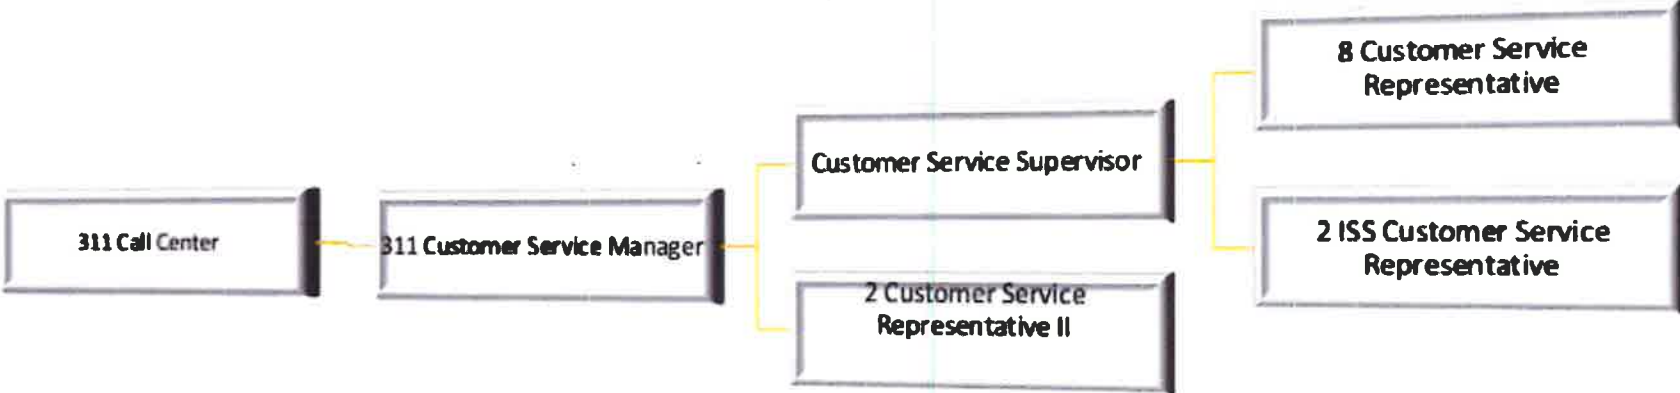 311 Call Center
311 Customer Service Manager
Customer Service Supervisor
2 Customer Service
Representative II
8 Customer Service
Representative
2 ISS Customer Service
Representative